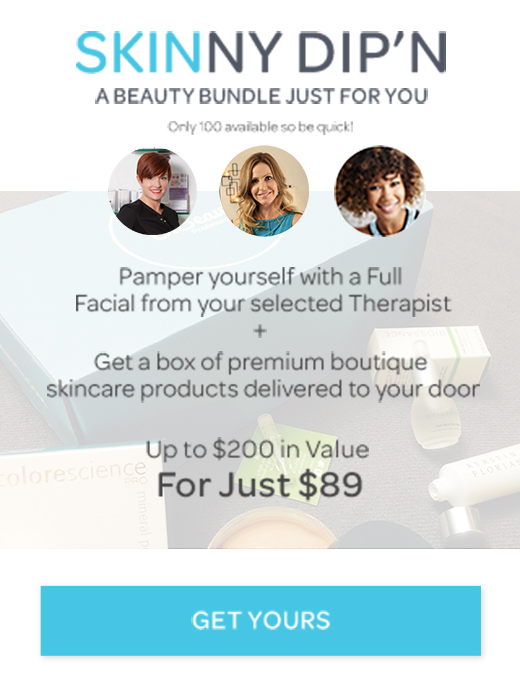 SKINNY DIP'N
A BEAUTY BUNDLE JUST FOR YOU
Only 100 available so be quick!
Pamper yourself with a Full
Facial from your selected Therapist
+
Get a box of premium boutique
skincare products delivered to your door
Up to $200 in Value
colorescience
For Just $89
GET YOURS